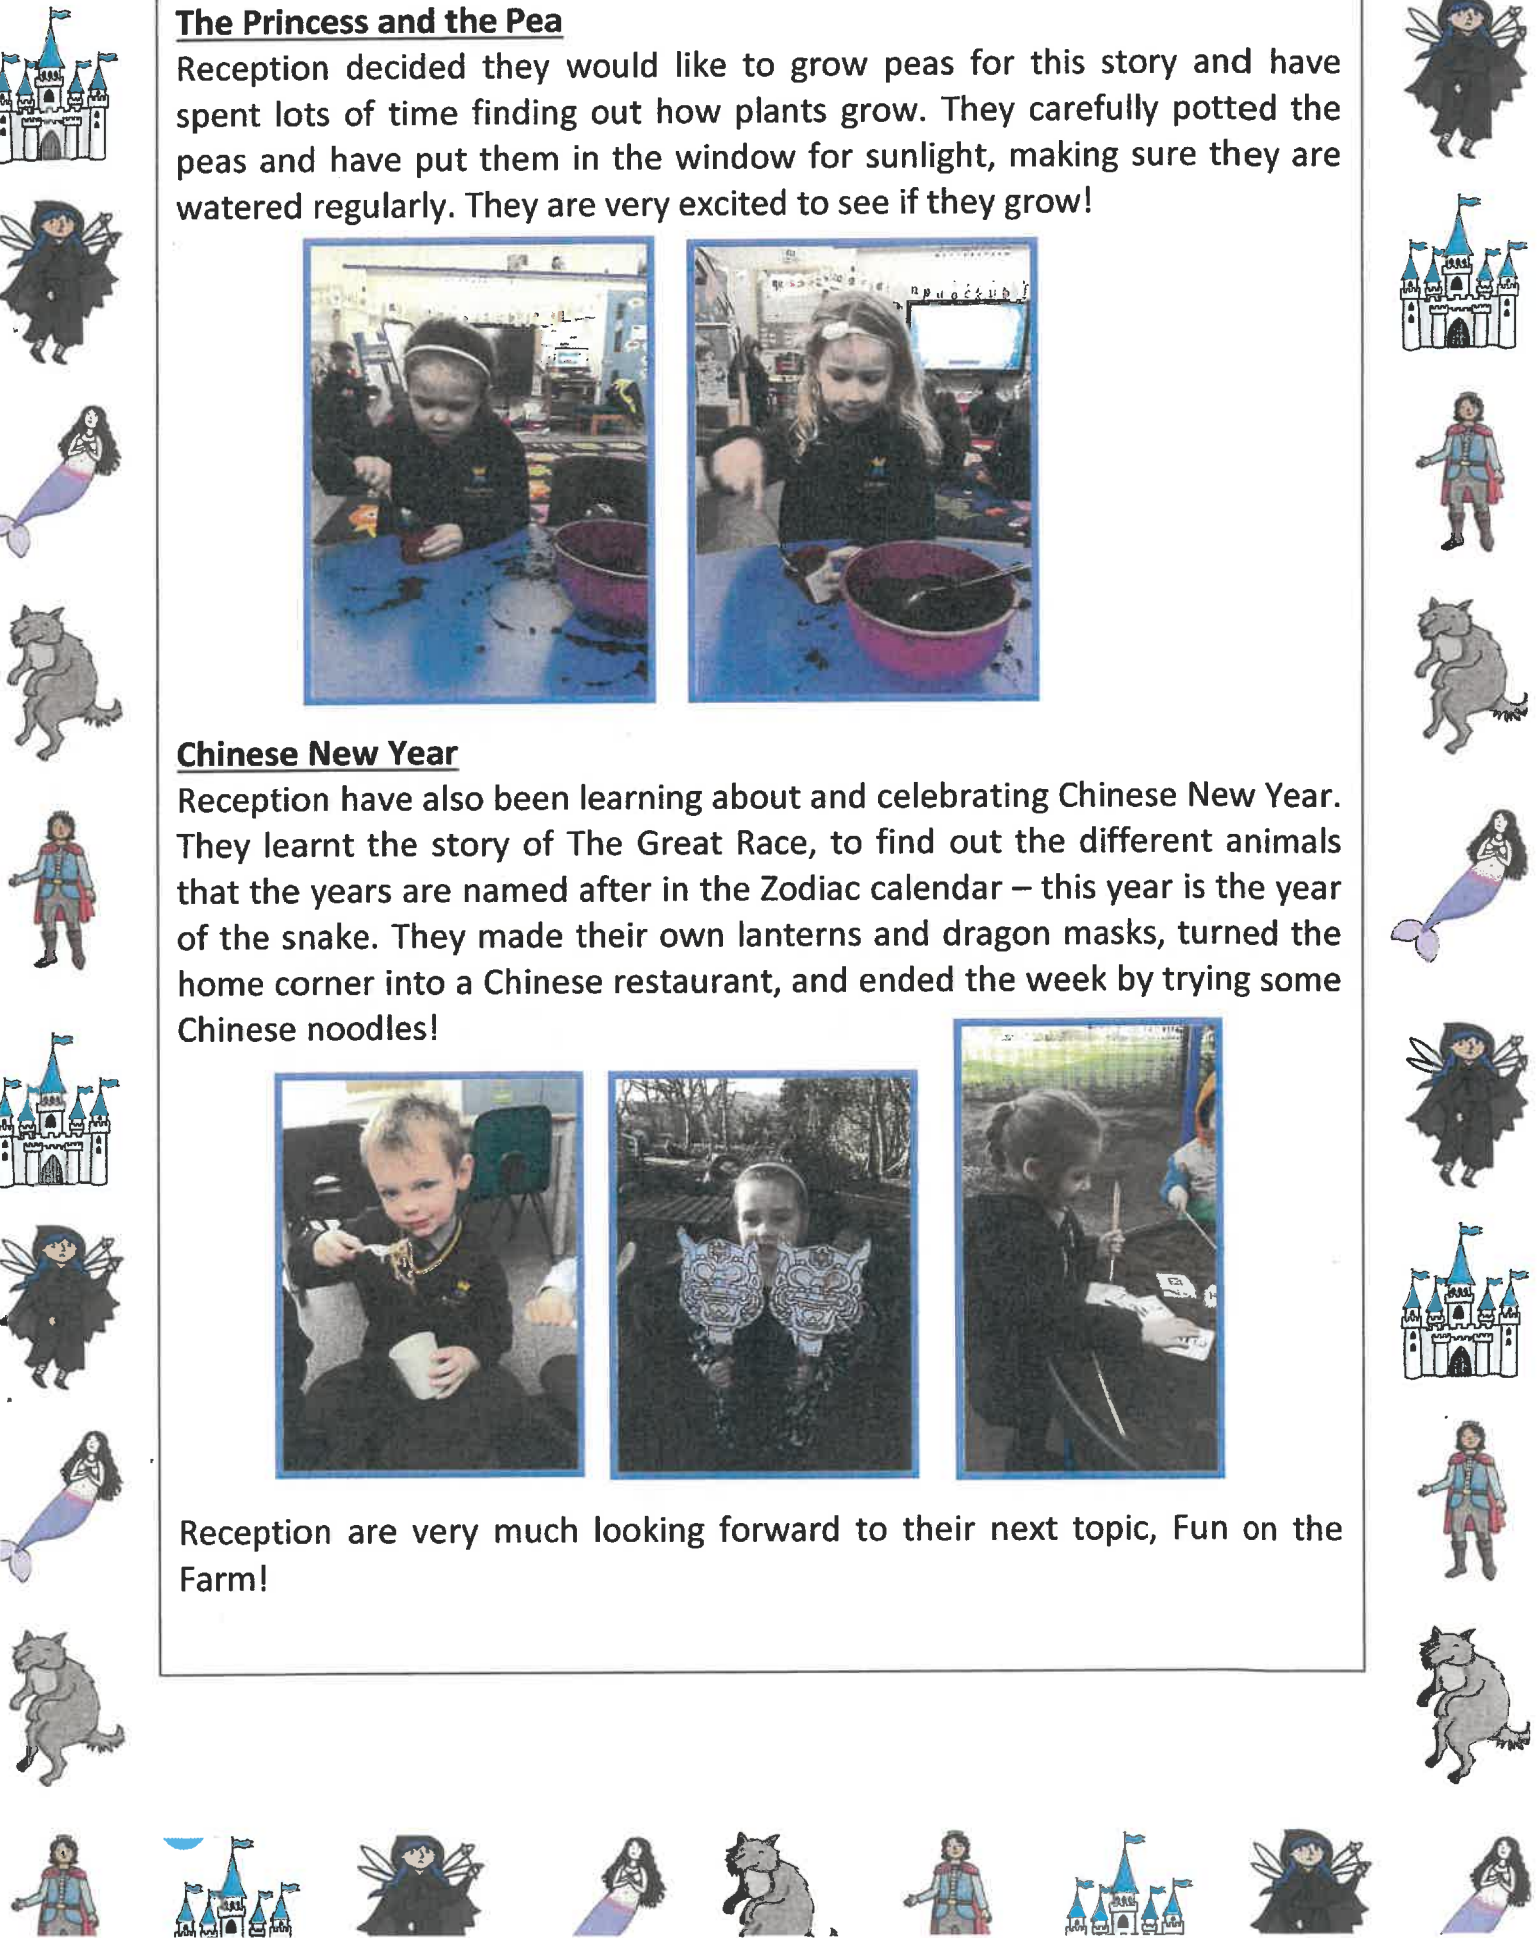 The Princess and the Pea
Reception decided they would like to grow peas for this story and have
spent lots of time finding out how plants grow. They carefully potted the
peas and have put them in the window for sunlight, making sure they are
watered regularly. They are very excited to see if they grow!
Chinese New Year
Reception have also been learning about and celebrating Chinese New Year.
They learnt the story of The Great Race, to find out the different animals
that the years are named after in the Zodiac calendar – this year is the year
of the snake. They made their own lanterns and dragon masks, turned the
home corner into a Chinese restaurant, and ended the week by trying some
Chinese noodles!
Reception are very much looking forward to their next topic, Fun on the
Farm!